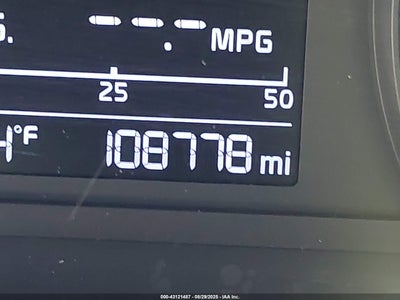 --.- MPG
25 50
°F 108778 mi
000-43121487 - 08/29/2025 - IAA Inc.